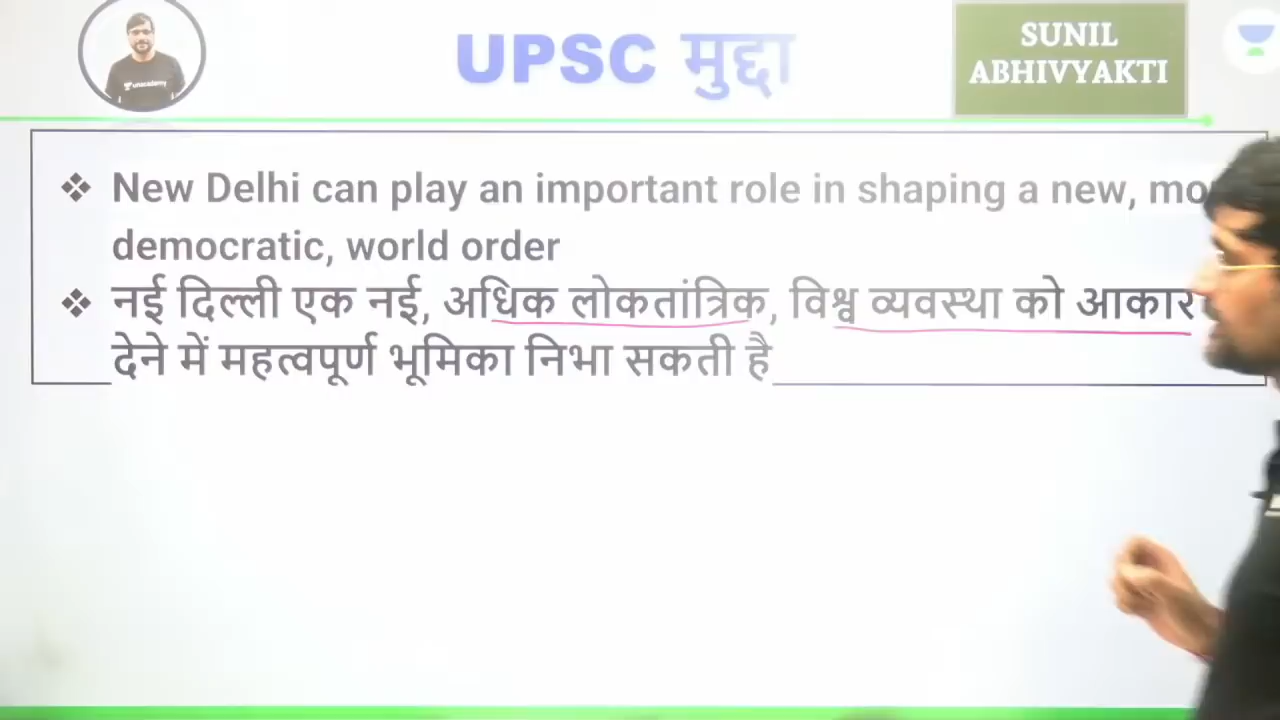 UPSC मुद्दा
SUNIL
ABHIVYAKTI
unacademy
New Delhi can play an important role in shaping a new,
democratic, world order
नई दिल्ली एक नई, अधिक लोकतांत्रिक, विश्व व्यवस्था को आकार
देने में महत्वपूर्ण भूमिका निभा सकती है